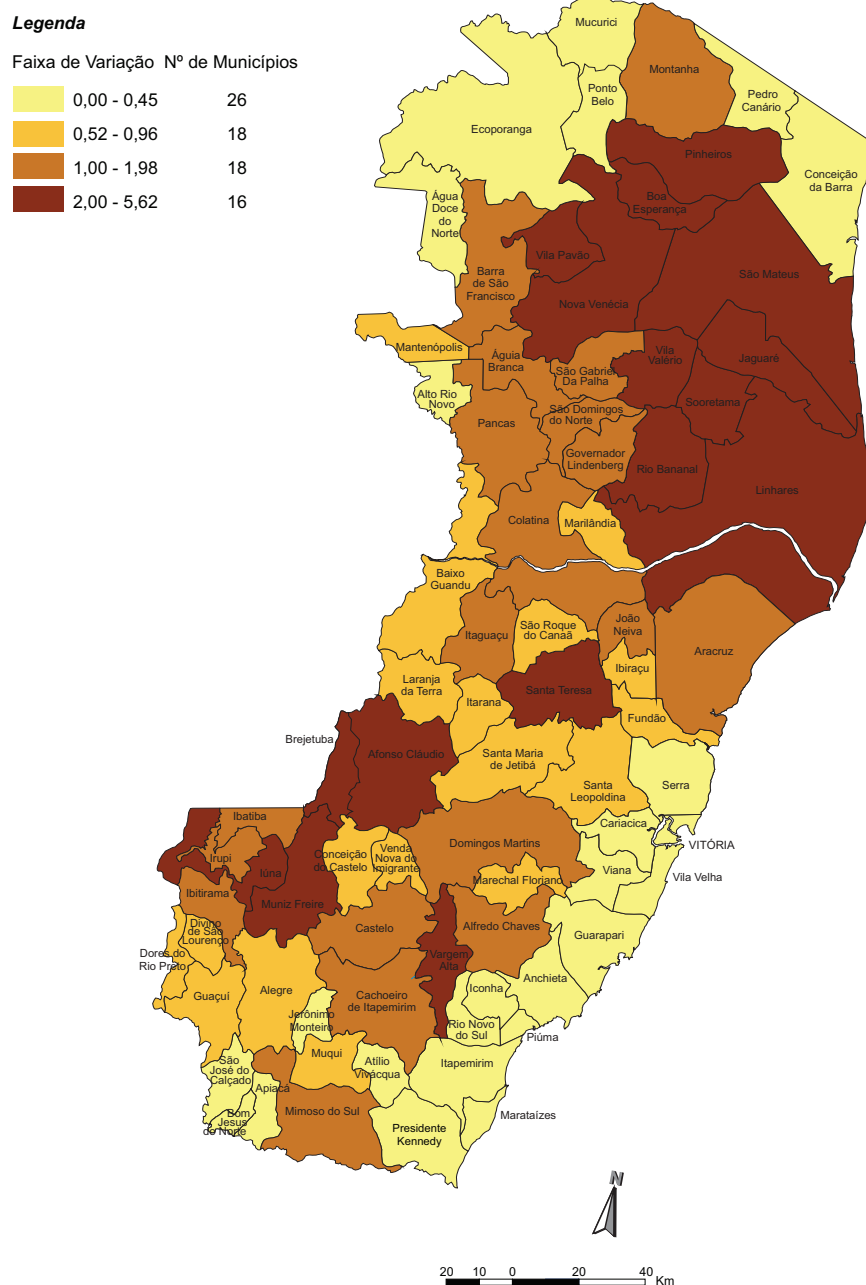 Legenda
Faixa de Variação Nº de Municípios
0,00 - 0,45 26
0,52 - 0,96 18
1,00 - 1,98 18
2,00 - 5,62 16
Mucurici
Montanha
Ponto
Belo
Pedro
Canário
Ecoporanga
Pinheiros
Conceição
da Barra
Água
Doce
do
Norte
Boa
Esperança
Vila Pavão
Barra
de São
Francisco
São Mateus
Nova Venécia
Mantenópolis
Águia
Branca
Vila
Valério
Jaguaré
São Gabriel
Da Palha
Alto Rio
Novo
Sooretama
São Domingos
do Norte
Pancas
Governador
Lindenberg
Rio Bananal
Linhares
Colatina
Marilândia
Baixo
Guandu
Itaguaçu
São Roque
do Canaã
João
Neiva
Aracruz
Ibiraçu
Laranja
da Terra
Santa Teresa
Itarana
Fundão
Brejetuba
Afonso Cláudio
Santa Maria
de Jetibá
Santa
Leopoldina
Serra
Ibatiba
Cariacica
VITÓRIA
Domingos Martins
Irupi
Conceição
do Castelo
Venda
Nova do
Imigrante
Iúna
Viana
Vila Velha
Marechal Floriano
Ibitirama
Muniz Freire
Divino
de São
Lourenço
Castelo
Alfredo Chaves
Guarapari
Dores do
Rio Preto
Vargem
Alta
Anchieta
Guaçuí
Alegre
Iconha
Cachoeiro
de Itapemirim
Jerônimo
Monteiro
Rio Novo
do Sul
Piúma
Muqui
São
José do
Calçado
Atílio
Vivácqua
Itapemirim
Apiacá
Mimoso do Sul
Bom
Jesus
do Norte
Marataízes
Presidente
Kennedy
N
20 10 0 20 40
Km